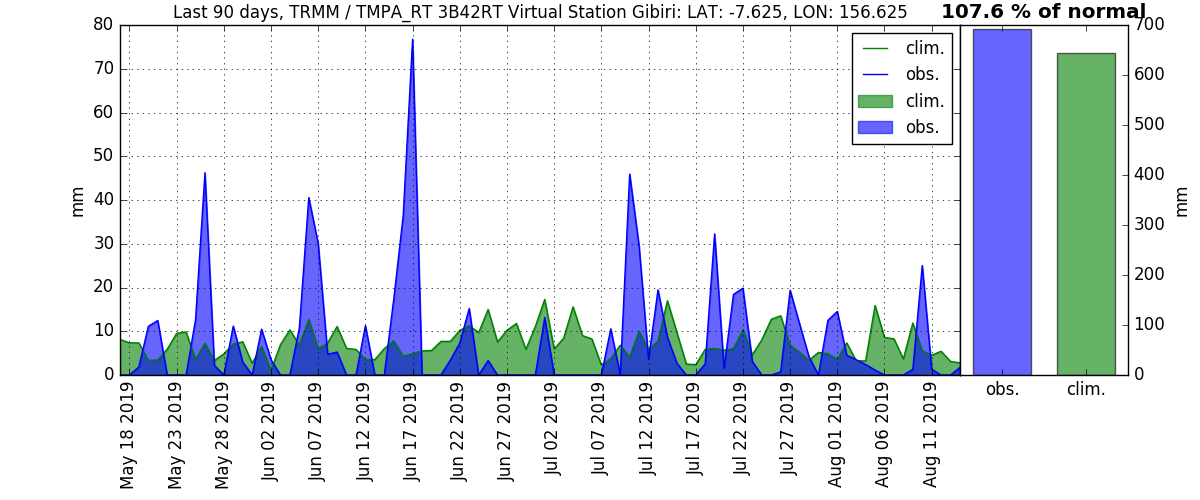 Last 90 days, TRMM / TMPA_RT 3B42RT Virtual Station Gibiri: LAT: -7.625, LON: 156.625
107.6 % of normal
80
70
60
50
40
30
20
10
0
mm
clim.
obs.
clim.
obs.
700
600
500
400
300
200
100
0
mm
obs.
clim.
May 18 2019
May 23 2019
May 28 2019
Jun 02 2019
Jun 07 2019
Jun 12 2019
Jun 17 2019
Jun 22 2019
Jun 27 2019
Jul 02 2019
Jul 07 2019
Jul 12 2019
Jul 17 2019
Jul 22 2019
Jul 27 2019
Aug 01 2019
Aug 06 2019
Aug 11 2019